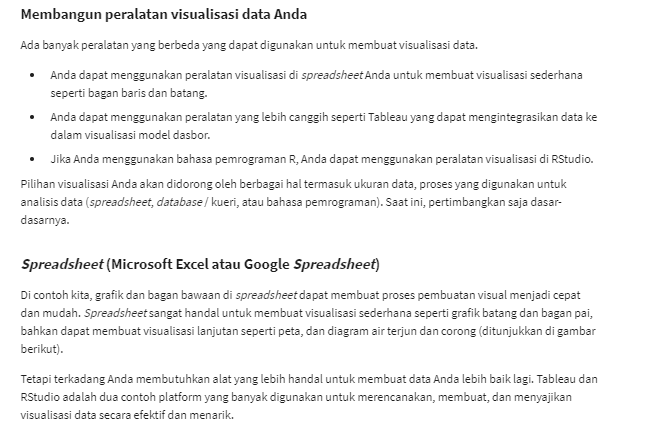 Membangun peralatan visualisasi data Anda
Ada banyak peralatan yang berbeda yang dapat digunakan untuk membuat visualisasi data.
• Anda dapat menggunakan peralatan visualisasi di spreadsheet Anda untuk membuat visualisasi sederhana
seperti bagan baris dan batang.
• Anda dapat menggunakan peralatan yang lebih canggih seperti Tableau yang dapat mengintegrasikan data ke
dalam visualisasi model dasbor.
• Jika Anda menggunakan bahasa pemrograman R, Anda dapat menggunakan peralatan visualisasi di RStudio.
Pilihan visualisasi Anda akan didorong oleh berbagai hal termasuk ukuran data, proses yang digunakan untuk
analisis data (spreadsheet, database / kueri, atau bahasa pemrograman). Saat ini, pertimbangkan saja dasar-
dasarnya.
Spreadsheet (Microsoft Excel atau Google Spreadsheet)
Di contoh kita, grafik dan bagan bawaan di spreadsheet dapat membuat proses pembuatan visual menjadi cepat
dan mudah. Spreadsheet sangat handal untuk membuat visualisasi sederhana seperti grafik batang dan bagan pai,
bahkan dapat membuat visualisasi lanjutan seperti peta, dan diagram air terjun dan corong (ditunjukkan di gambar
berikut).
Tetapi terkadang Anda membutuhkan alat yang lebih handal untuk membuat data Anda lebih baik lagi. Tableau dan
RStudio adalah dua contoh platform yang banyak digunakan untuk merencanakan, membuat, dan menyajikan
visualisasi data secara efektif dan menarik.